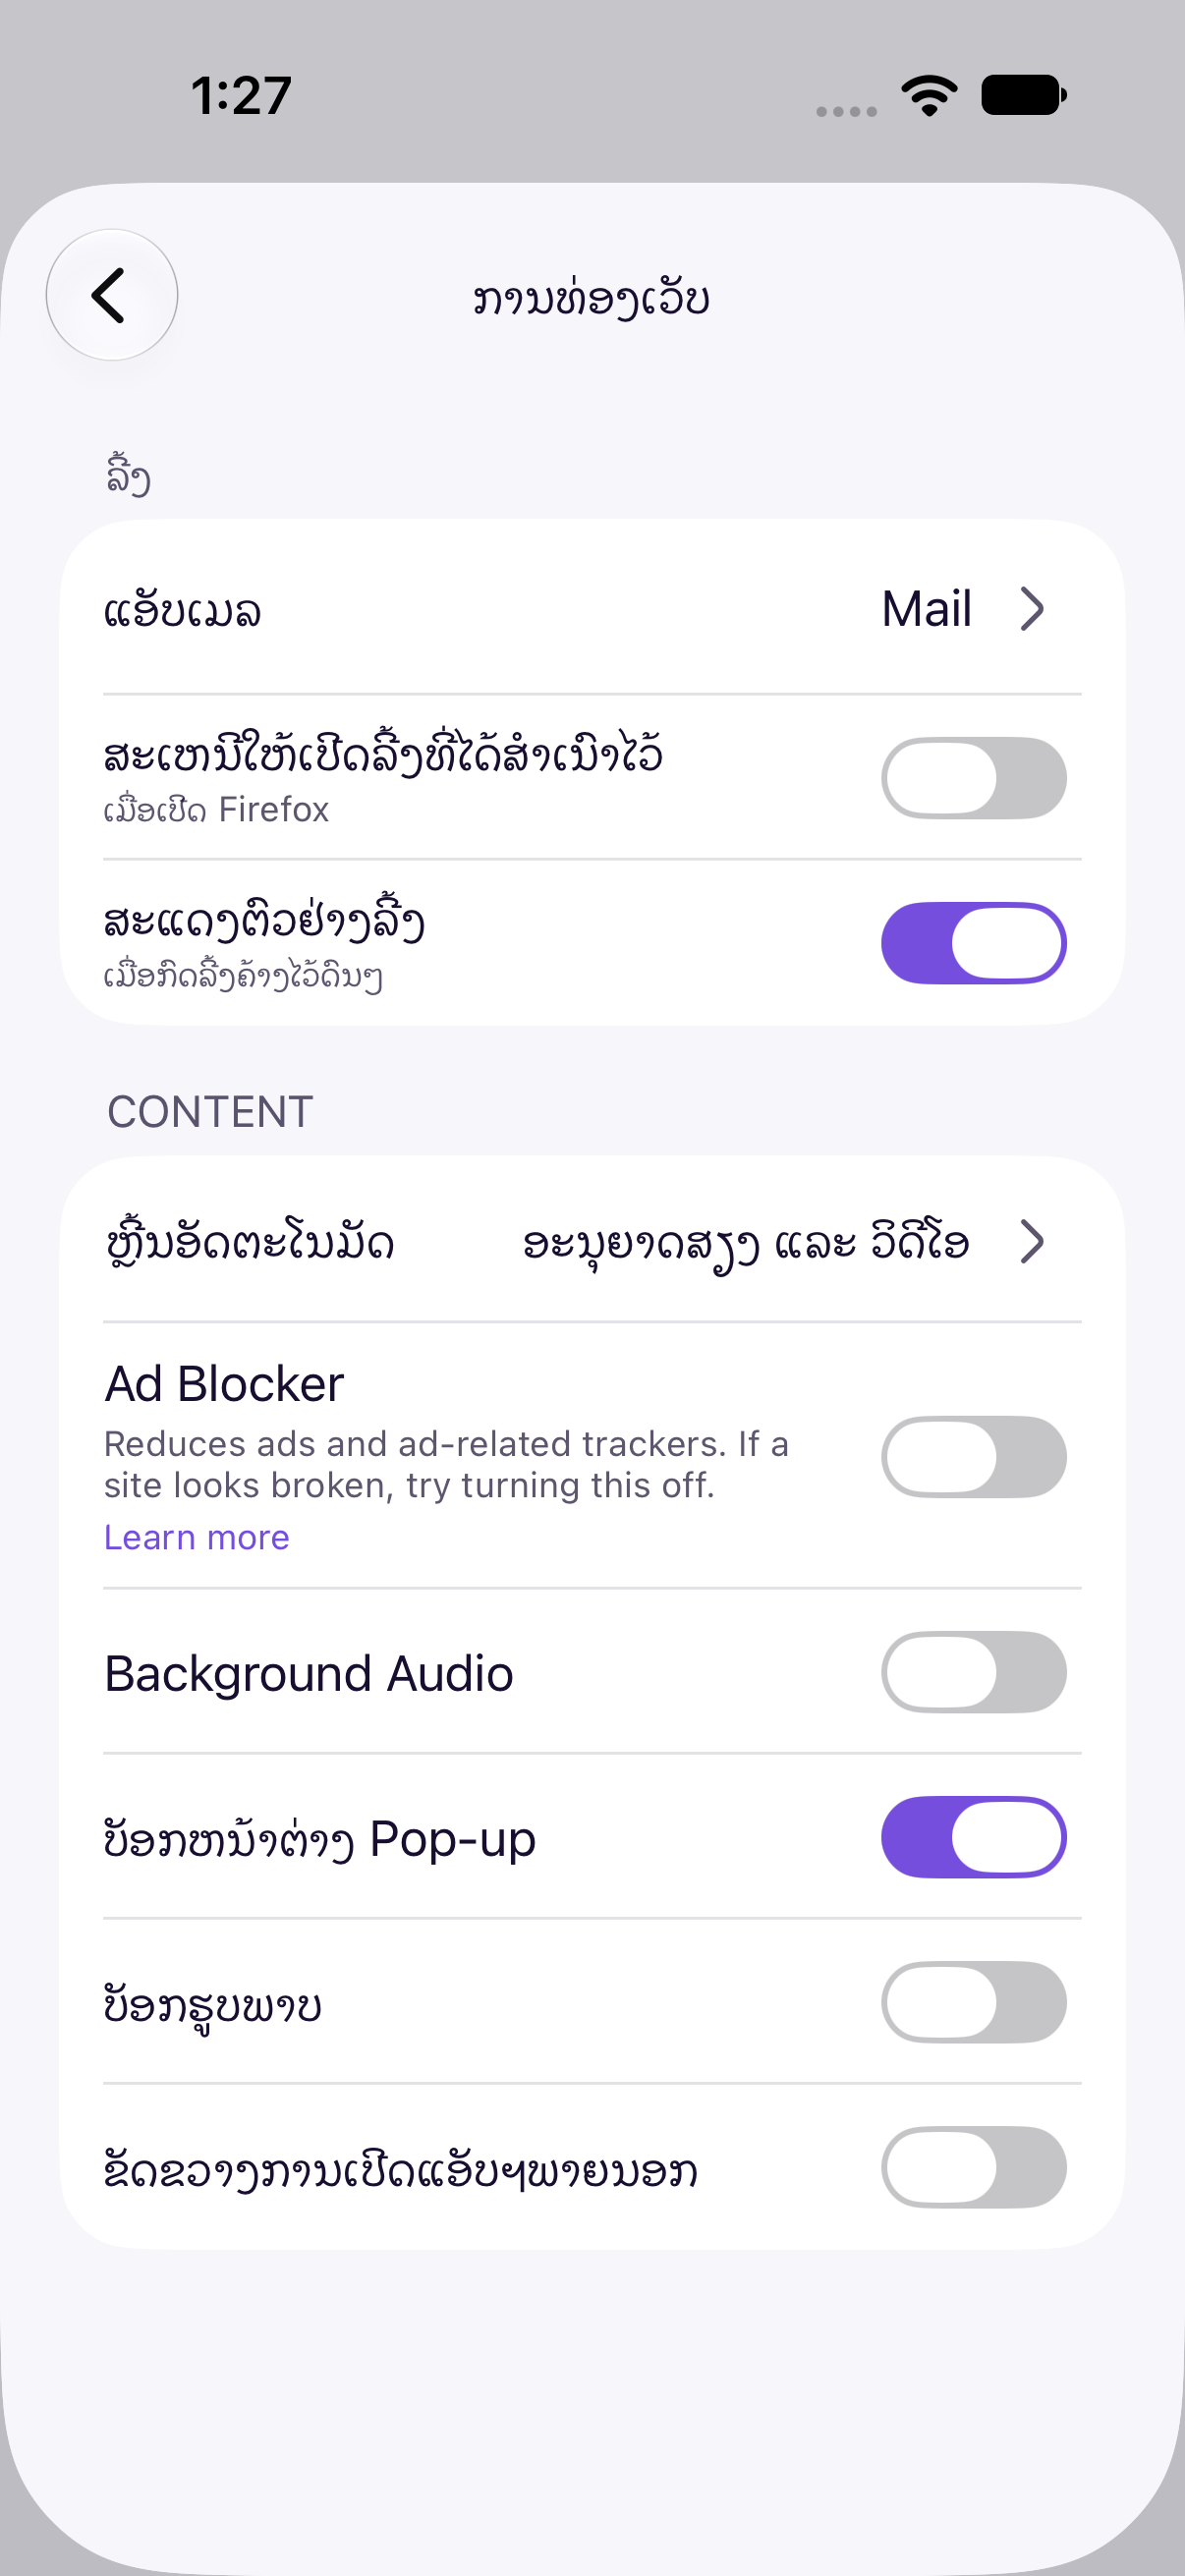 1:27
ການທ່ອງເວັບ
ລິ້ງ
ແອັບເມລ
Mail
ສະເຫນີໃຫ້ເປີດລິ້ງທີ່ໄດ້ສຳເນົາໄວ້
ເມື່ອເປີດ Firefox
ສະແດງຕົວຢ່າງລິ້ງ
ເມື່ອກົດລິ້ງຄ້າງໄວ້ດົນໆ
CONTENT
ຫຼິ້ນອັດຕະໂນມັດ
ອະນຸຍາດສຽງ ແລະ ວິດີໂອ
Ad Blocker
Reduces ads and ad-related trackers. If a
site looks broken, try turning this off.
Learn more
Background Audio
ບັອກຫນ້າຕ່າງ Pop-up
ບັອກຮູບພາບ
ຂັດຂວາງການເປີດແອັບຯພາຍນອກ